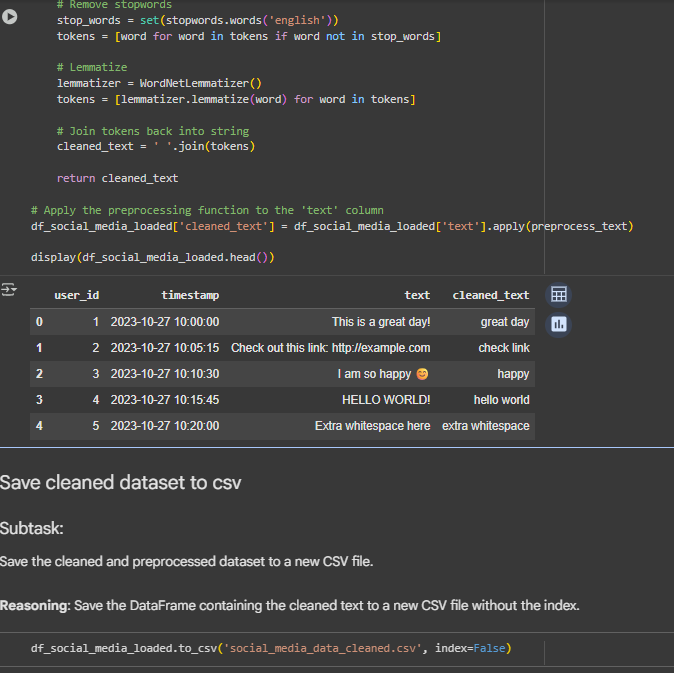 # Remove stopwords
stop_words = set(stopwords.words('english'))
tokens = [word for word in tokens if word not in stop_words]
# Lemmatize
lemmatizer = WordNetLemmatizer()
tokens = [lemmatizer.lemmatize(word) for word in tokens]
# Join tokens back into string
cleaned_text = ' '.join(tokens)
return cleaned_text
# Apply the preprocessing function to the 'text' column
df_social_media_loaded['cleaned_text'] = df_social_media_loaded['text'].apply(preprocess_text)
display(df_social_media_loaded.head())
user_id timestamp text cleaned_text
0 1 2023-10-27 10:00:00 This is a great day! great day
1 2 2023-10-27 10:05:15 Check out this link: http://example.com check link
2 3 2023-10-27 10:10:30 I am so happy 😊 happy
3 4 2023-10-27 10:15:45 HELLO WORLD! hello world
4 5 2023-10-27 10:20:00 Extra whitespace here extra whitespace
Save cleaned dataset to csv
Subtask:
Save the cleaned and preprocessed dataset to a new CSV file.
Reasoning: Save the DataFrame containing the cleaned text to a new CSV file without the index.
df_social_media_loaded.to_csv('social_media_data_cleaned.csv', index=False)